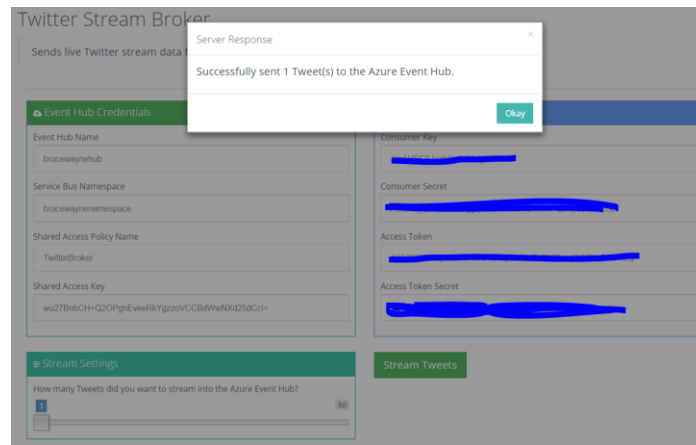 Twitter Stream Broker
Sends live Twitter stream data
Server Response
×
Successfully sent 1 Tweet(s) to the Azure Event Hub.
Okay
Event Hub Credentials
Event Hub Name
brucewaynehub
Service Bus Namespace
brucewaynenamespace
Shared Access Policy Name
TwitterBroker
Shared Access Key
wu27BnbCH+Q2OPgnEveeRkYgzzoVCCBdWwNXd25dCcI=
Consumer Key
Consumer Secret
Access Token
Access Token Secret
Stream Settings
How many Tweets did you want to stream into the Azure Event Hub?
1
50
Stream Tweets